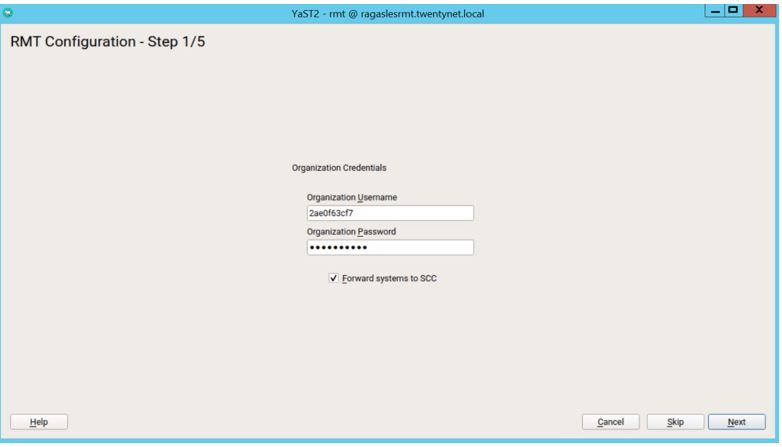 YaST2 - rmt @ ragaslesrmt.twentynet.local
RMT Configuration - Step 1/5
Organization Credentials
Organization Username
2ae0f63cf7
Organization Password
●●●●●●●●●●
Forward systems to SCC
Help
Cancel
Skip
Next